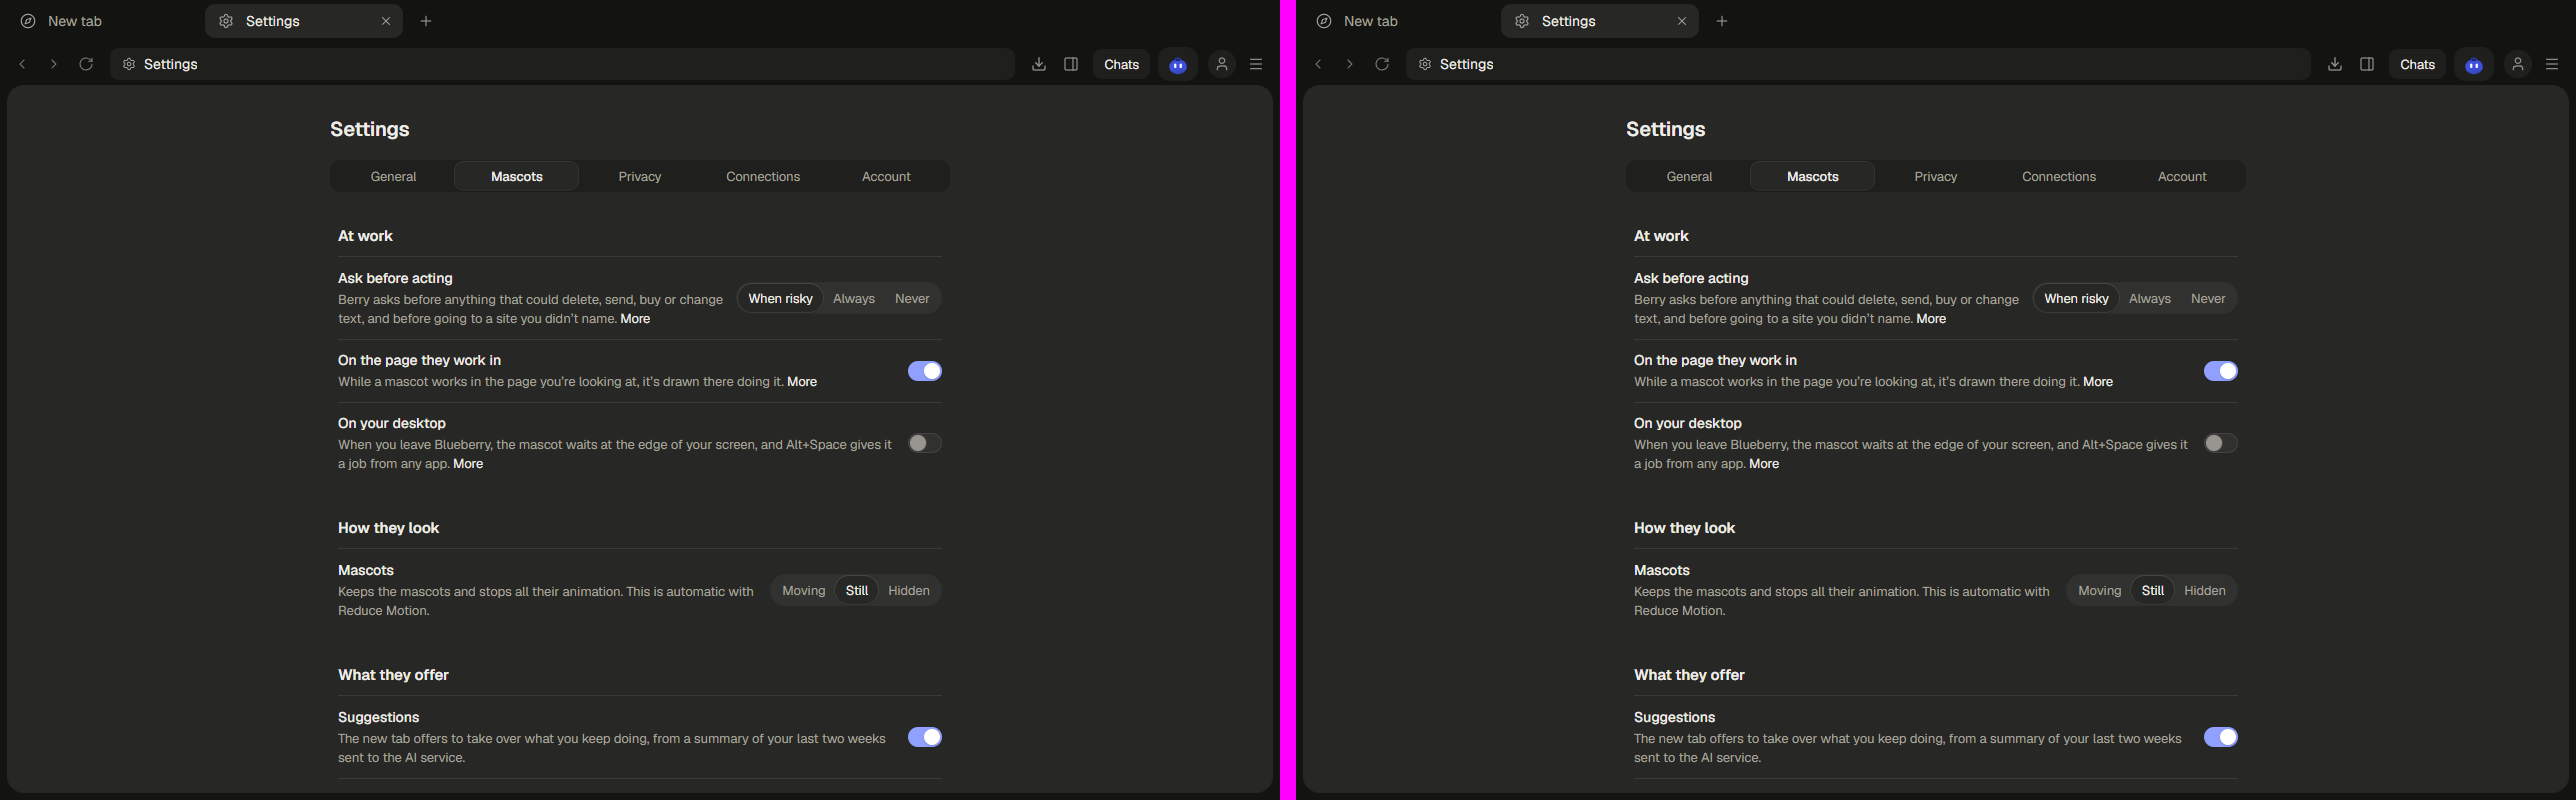 New tab
Settings
Settings
Chats
Settings
General Mascots Privacy Connections Account
At work
Ask before acting
Berry asks before anything that could delete, send, buy or change
text, and before going to a site you didn't name. More
When risky Always Never
On the page they work in
While a mascot works in the page you're looking at, it's drawn there doing it. More
On your desktop
When you leave Blueberry, the mascot waits at the edge of your screen, and Alt+Space gives it
a job from any app. More
How they look
Mascots
Keeps the mascots and stops all their animation. This is automatic with
Reduce Motion.
Moving Still Hidden
What they offer
Suggestions
The new tab offers to take over what you keep doing, from a summary of your last two weeks
sent to the AI service.
New tab
Settings
Settings
Chats
Settings
General Mascots Privacy Connections Account
At work
Ask before acting
Berry asks before anything that could delete, send, buy or change
text, and before going to a site you didn't name. More
When risky Always Never
On the page they work in
While a mascot works in the page you're looking at, it's drawn there doing it. More
On your desktop
When you leave Blueberry, the mascot waits at the edge of your screen, and Alt+Space gives it
a job from any app. More
How they look
Mascots
Keeps the mascots and stops all their animation. This is automatic with
Reduce Motion.
Moving Still Hidden
What they offer
Suggestions
The new tab offers to take over what you keep doing, from a summary of your last two weeks
sent to the AI service.